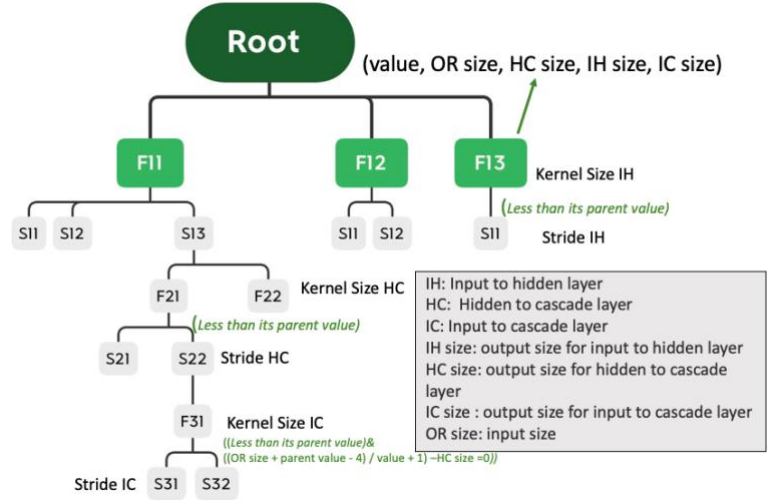 Root
(value, OR size, HC size, IH size, IC size)
F11
F12
F13
Kernel Size IH
(Less than its parent value)
S11
S12
S13
S11
S12
S11
Stride IH
F21
F22
Kernel Size HC
(Less than its parent value)
S21
S22
Stride HC
F31
Kernel Size IC
((Less than its parent value)&
((OR size + parent value - 4) / value + 1) –HC size =0))
Stride IC
S31
S32
IH: Input to hidden layer
HC: Hidden to cascade layer
IC: Input to cascade layer
IH size: output size for input to hidden layer
HC size: output size for hidden to cascade
layer
IC size : output size for input to cascade layer
OR size: input size